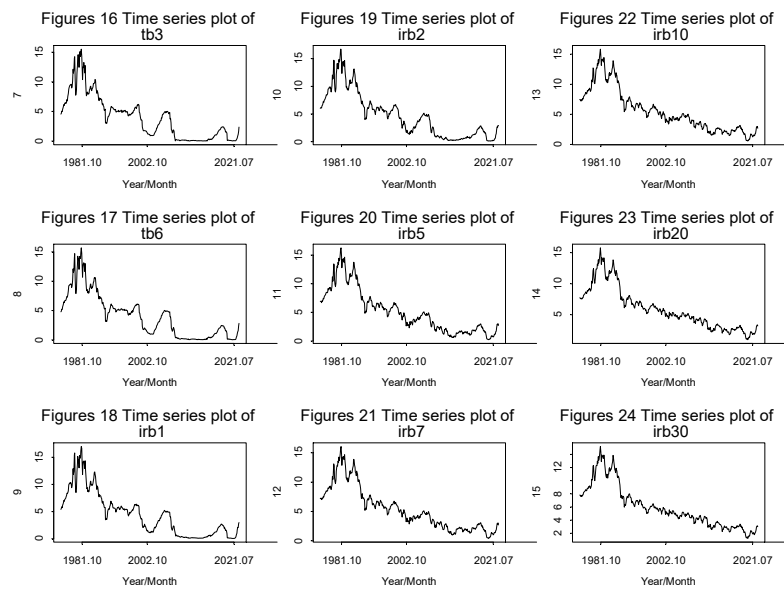 Figures 16 Time series plot of
tb3
7
15
10
5
0
1981.10 2002.10 2021.07
Year/Month
Figures 19 Time series plot of
irb2
10
15
10
5
0
1981.10 2002.10 2021.07
Year/Month
Figures 22 Time series plot of
irb10
13
15
10
5
0
1981.10 2002.10 2021.07
Year/Month
Figures 17 Time series plot of
tb6
8
15
10
5
0
1981.10 2002.10 2021.07
Year/Month
Figures 20 Time series plot of
irb5
11
15
10
5
0
1981.10 2002.10 2021.07
Year/Month
Figures 23 Time series plot of
irb20
14
15
10
5
1981.10 2002.10 2021.07
Year/Month
Figures 18 Time series plot of
irb1
9
15
10
5
0
1981.10 2002.10 2021.07
Year/Month
Figures 21 Time series plot of
irb7
12
15
10
5
0
1981.10 2002.10 2021.07
Year/Month
Figures 24 Time series plot of
irb30
15
12
8
6
4
2
1981.10 2002.10 2021.07
Year/Month